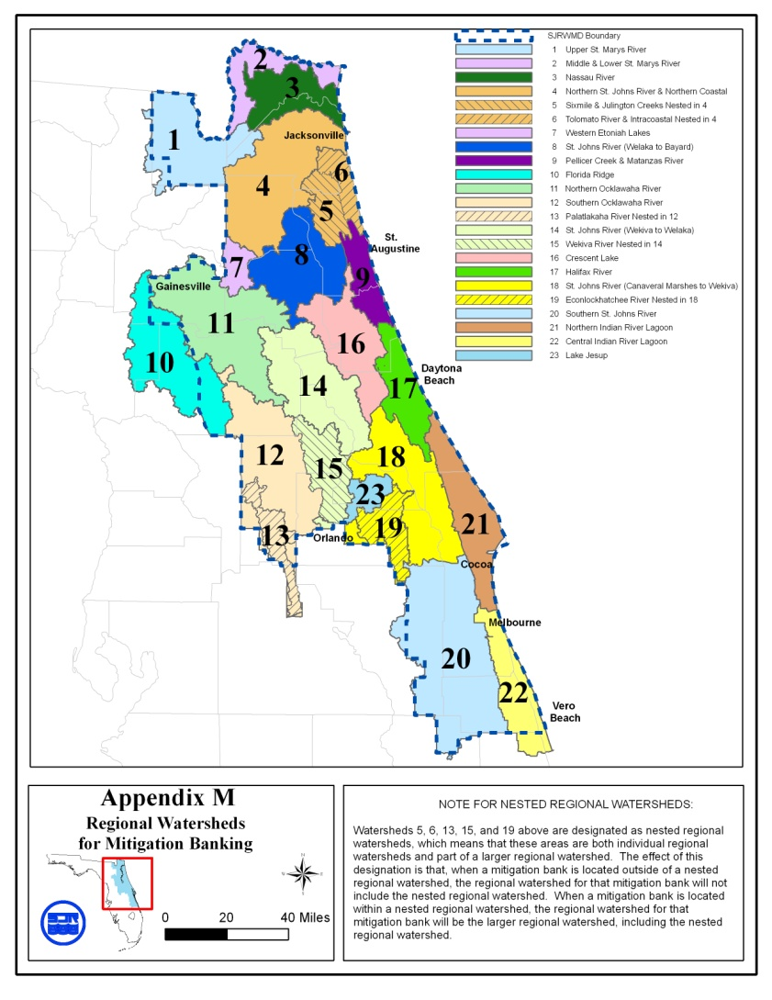 SJRWMD Boundary
1 Upper St. Marys River
2 Middle & Lower St. Marys River
3 Nassau River
4 Northern St. Johns River & Northern Coastal
5 Sixmile & Julington Creeks Nested in 4
6 Tolomato River & Intracoastal Nested in 4
7 Western Etoniah Lakes
8 St. Johns River (Welaka to Bayard)
9 Pellicer Creek & Matanzas River
10 Florida Ridge
11 Northern Ocklawaha River
12 Southern Ocklawaha River
13 Palatlakaha River Nested in 12
14 St. Johns River (Wekiva to Welaka)
15 Wekiva River Nested in 14
16 Crescent Lake
17 Halifax River
18 St. Johns River (Canaveral Marshes to Wekiva)
19 Econlockhatchee River Nested in 18
20 Southern St. Johns River
21 Northern Indian River Lagoon
22 Central Indian River Lagoon
23 Lake Jesup
2
3
Jacksonville
1
4
6
5
St.
Augustine
8
7
9
Gainesville
11
16
10
Daytona
Beach
14
17
12
18
15
23
21
19
13
Orlando
Cocoa
Melbourne
20
22
Vero
Beach
Appendix M
Regional Watersheds
for Mitigation Banking
N
W
E
S
0 20 40 Miles
NOTE FOR NESTED REGIONAL WATERSHEDS:
Watersheds 5, 6, 13, 15, and 19 above are designated as nested regional
watersheds, which means that these areas are both individual regional
watersheds and part of a larger regional watershed. The effect of this
designation is that, when a mitigation bank is located outside of a nested
regional watershed, the regional watershed for that mitigation bank will not
include the nested regional watershed. When a mitigation bank is located
within a nested regional watershed, the regional watershed for that
mitigation bank will be the larger regional watershed, including the nested
regional watershed.